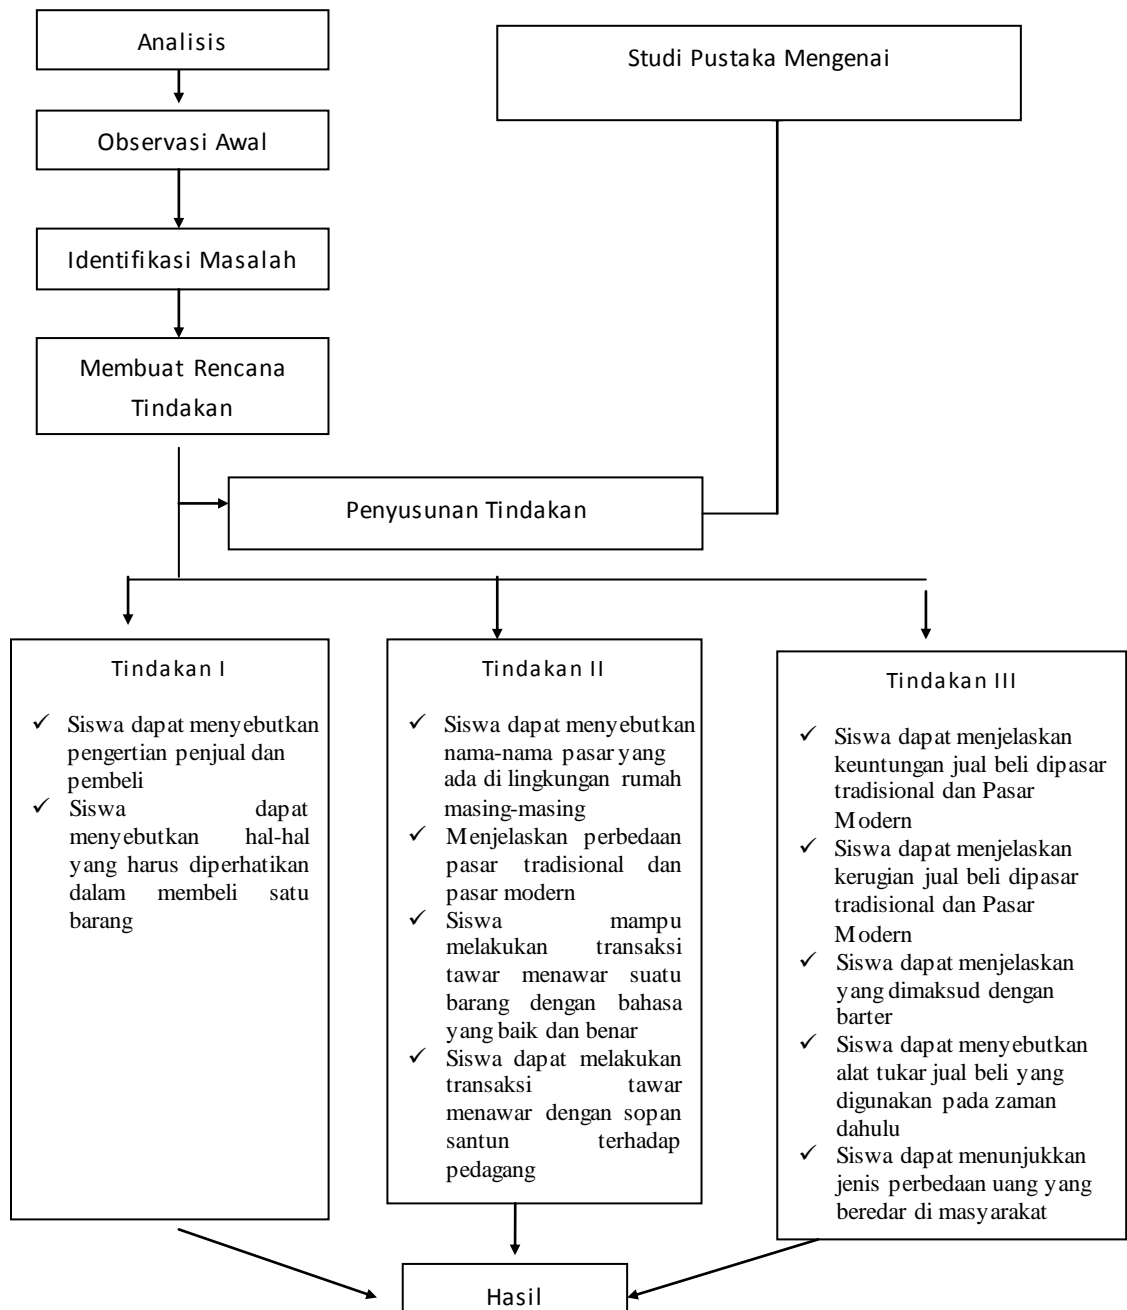 Analisis
Studi Pustaka Mengenai
Observasi Awal
Identifikasi Masalah
Membuat Rencana
Tindakan
Penyusunan Tindakan
Tindakan I
✓ Siswa dapat menyebutkan
pengertian penjual dan
pembeli
✓ Siswa dapat
menyebutkan hal-hal
yang harus diperhatikan
dalam membeli satu
barang
Tindakan II
✓ Siswa dapat menyebutkan
nama-nama pasar yang
ada di lingkungan rumah
masing-masing
✓ Menjelaskan perbedaan
pasar tradisional dan
pasar modern
✓ Siswa mampu
melakukan transaksi
tawar menawar suatu
barang dengan bahasa
yang baik dan benar
✓ Siswa dapat melakukan
transaksi tawar
menawar dengan sopan
santun terhadap
pedagang
Tindakan III
✓ Siswa dapat menjelaskan
keuntungan jual beli dipasar
tradisional dan Pasar
Modern
✓ Siswa dapat menjelaskan
kerugian jual beli dipasar
tradisional dan Pasar
Modern
✓ Siswa dapat menjelaskan
yang dimaksud dengan
barter
✓ Siswa dapat menyebutkan
alat tukar jual beli yang
digunakan pada zaman
dahulu
✓ Siswa dapat menunjukkan
jenis perbedaan uang yang
beredar di masyarakat
Hasil